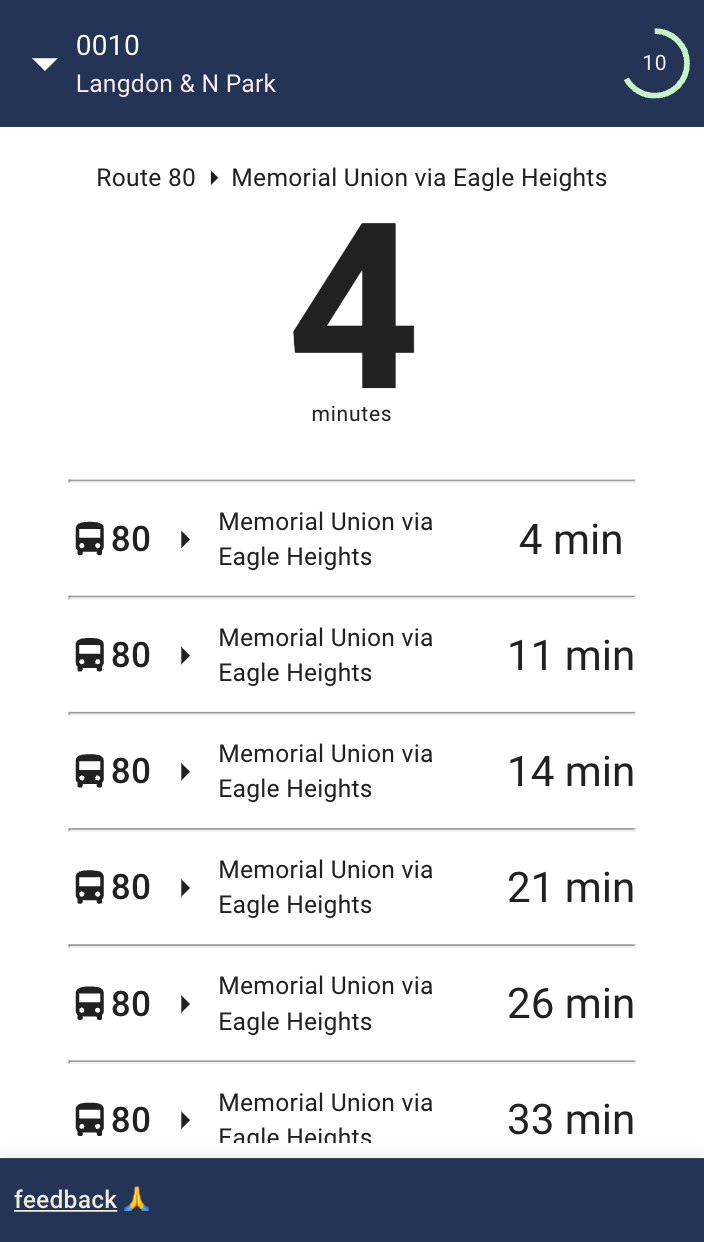 0010
Langdon & N Park
10
Route 80 Memorial Union via Eagle Heights
4
minutes
80 Memorial Union via Eagle Heights 4 min
80 Memorial Union via Eagle Heights 11 min
80 Memorial Union via Eagle Heights 14 min
80 Memorial Union via Eagle Heights 21 min
80 Memorial Union via Eagle Heights 26 min
80 Memorial Union via Eagle Heights 33 min
feedback 🙏